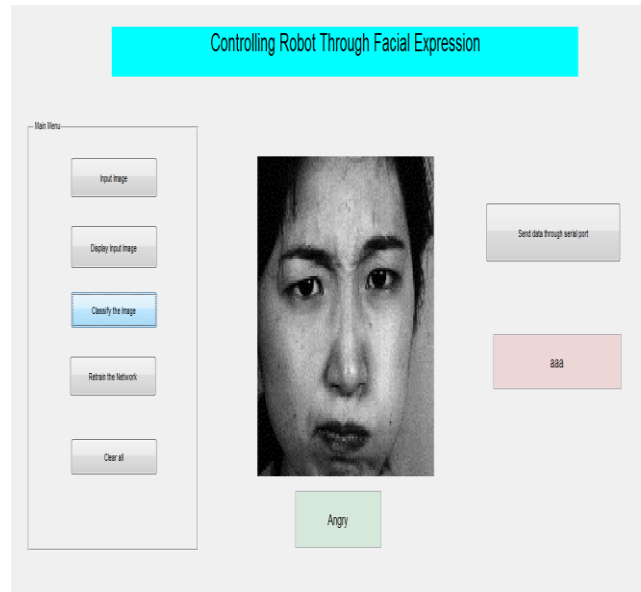 Controlling Robot Through Facial Expression
Main Menu
Input Image
Display Input Image
Classify the Image
Retrain the Network
Clear all
Send data through serial port
aaa
Angry